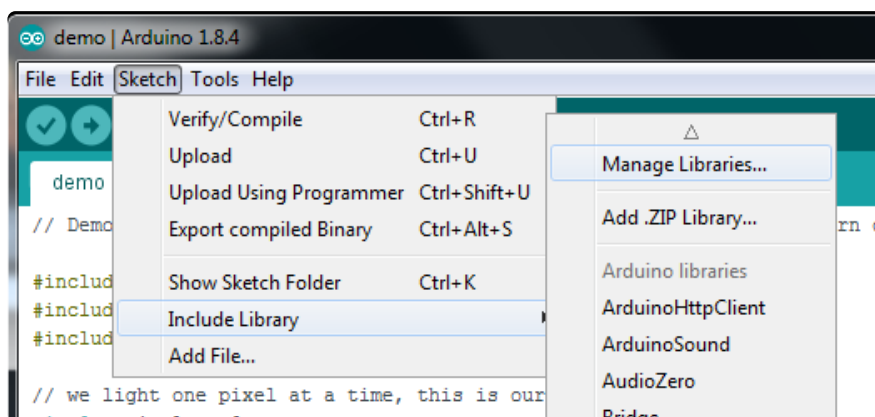 demo | Arduino 1.8.4
File Edit Sketch Tools Help
Verify/Compile Ctrl+R
Upload Ctrl+U
Upload Using Programmer Ctrl+Shift+U
Export compiled Binary Ctrl+Alt+S
Show Sketch Folder Ctrl+K
Include Library
Add File...
Manage Libraries...
Add .ZIP Library...
Arduino libraries
ArduinoHttpClient
ArduinoSound
AudioZero
Bridge
demo
// Demo
rn
#includ
#includ
#includ
// we light one pixel at a time, this is our